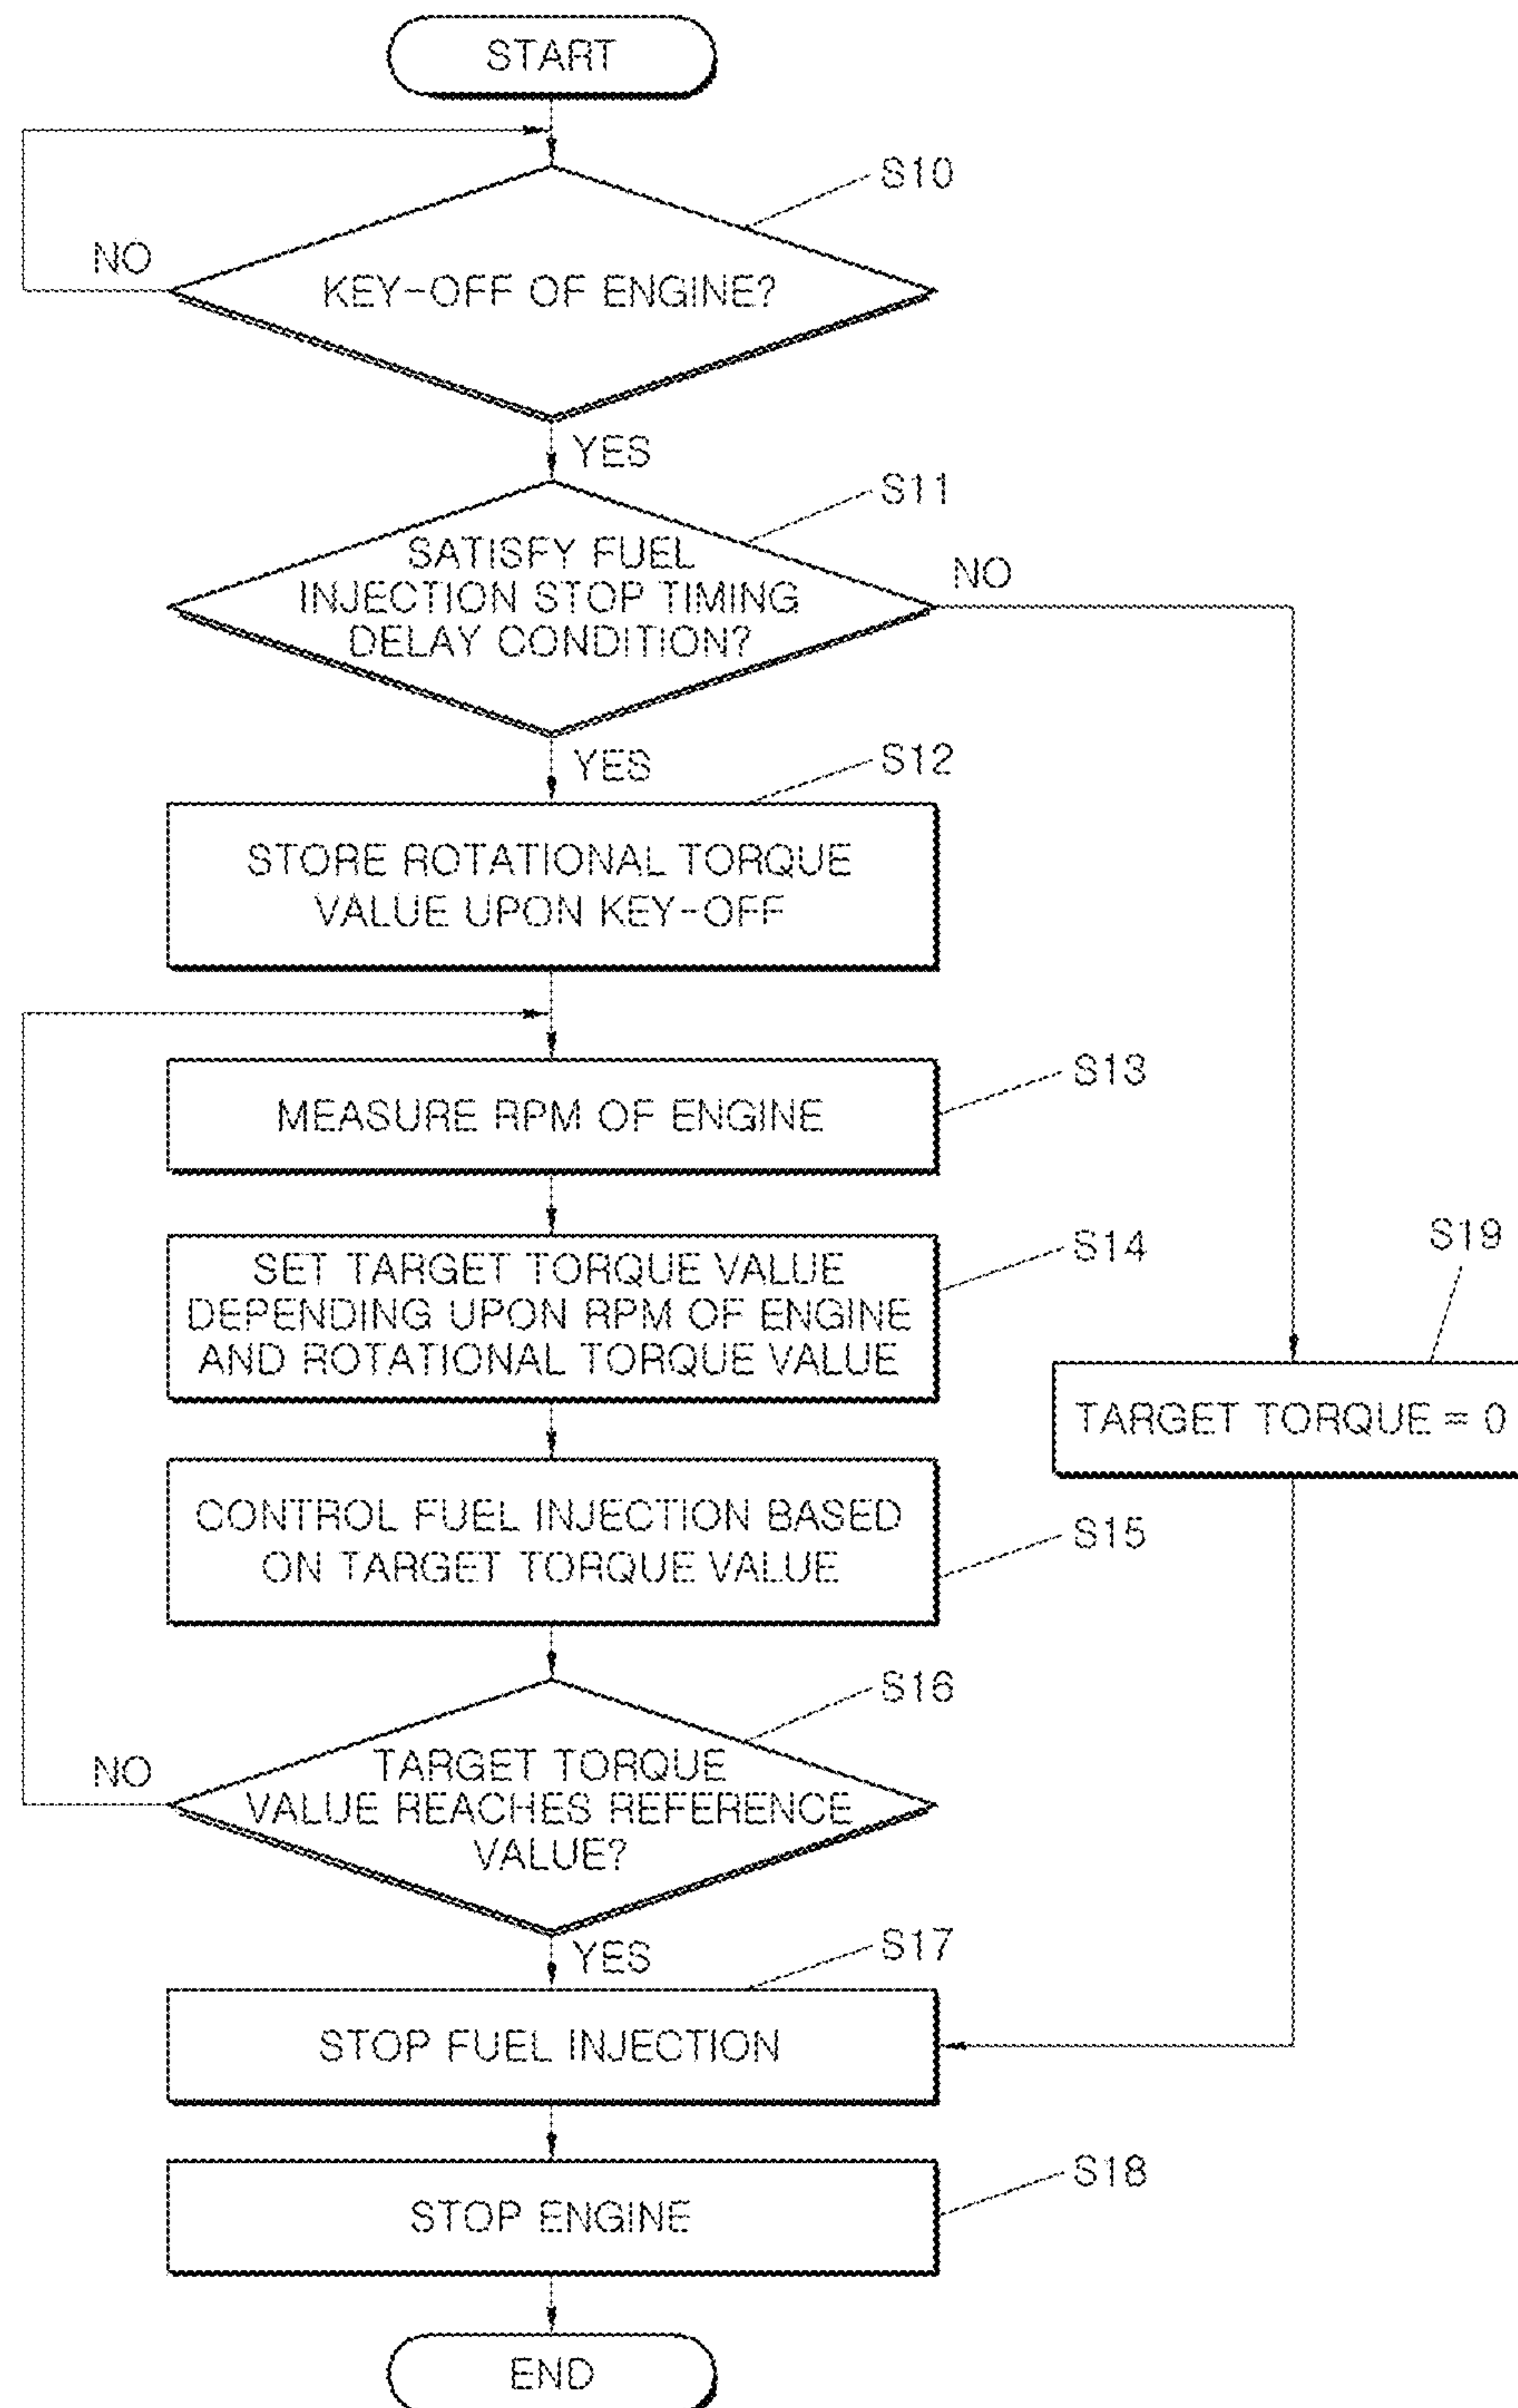 START
S10
NO
KEY-OFF OF ENGINE?
YES
S11
SATISFY FUEL
INJECTION STOP TIMING
DELAY CONDITION?
NO
YES
S12
STORE ROTATIONAL TORQUE
VALUE UPON KEY-OFF
S13
MEASURE RPM OF ENGINE
S14
SET TARGET TORQUE VALUE
DEPENDING UPON RPM OF ENGINE
AND ROTATIONAL TORQUE VALUE
S19
TARGET TORQUE = 0
CONTROL FUEL INJECTION BASED
ON TARGET TORQUE VALUE
S15
S16
NO
TARGET TORQUE
VALUE REACHES REFERENCE
VALUE?
YES
S17
STOP FUEL INJECTION
S18
STOP ENGINE
END